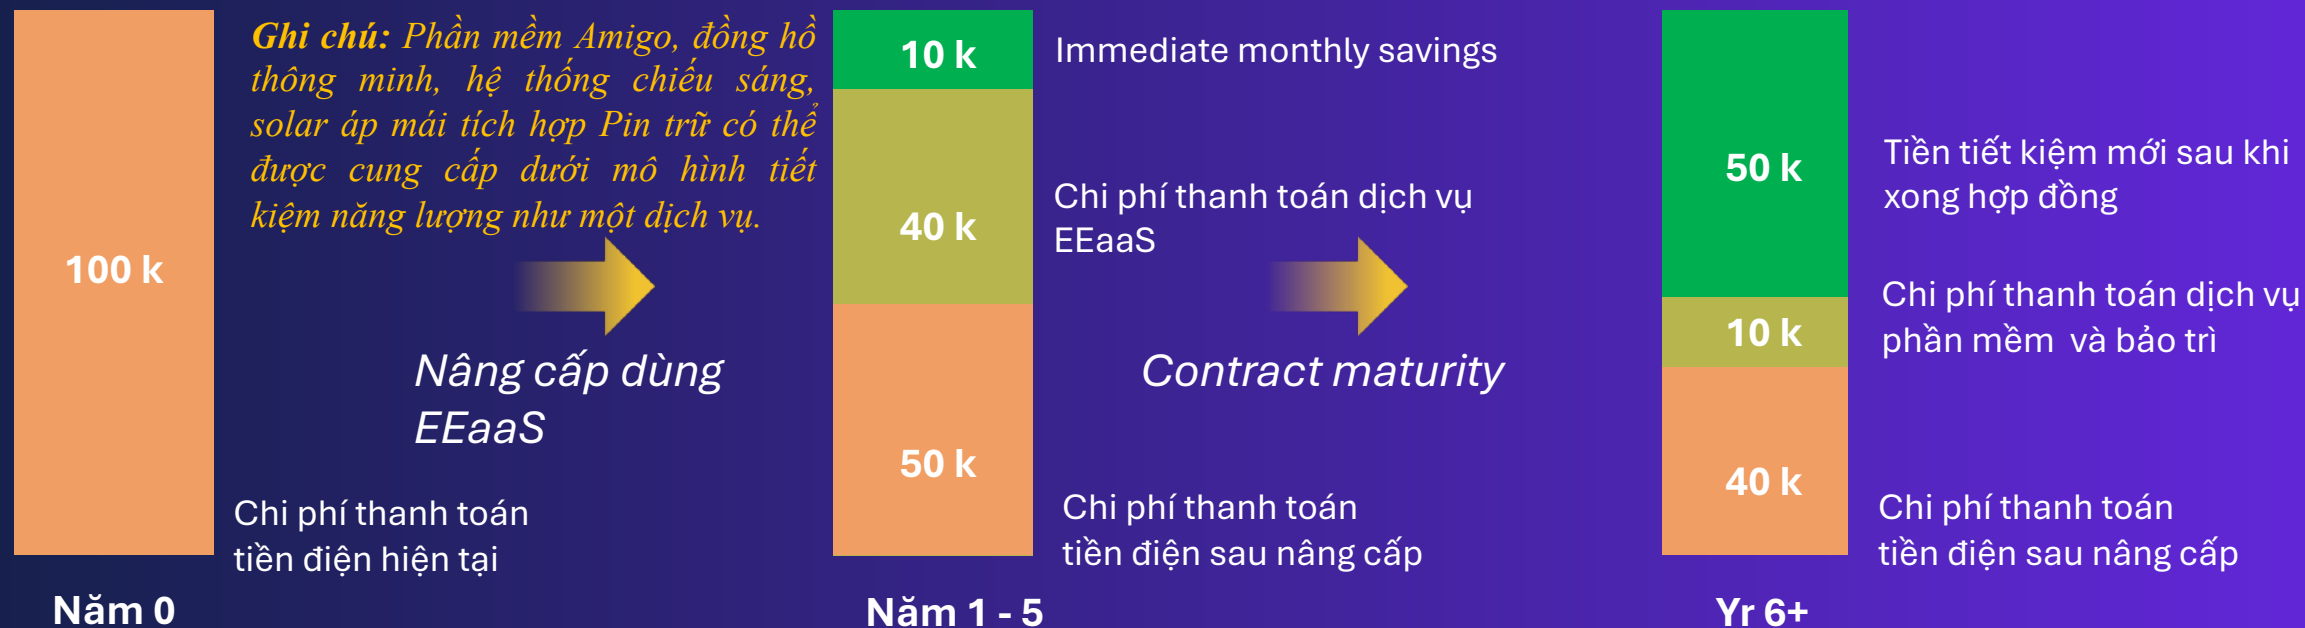 100 k
Ghi chú: Phần mềm Amigo, đồng hồ
thông minh, hệ thống chiếu sáng,
solar áp mái tích hợp Pin trữ có thể
được cung cấp dưới mô hình tiết
kiệm năng lượng như một dịch vụ.
Nâng cấp dùng
EEaaS
Chi phí thanh toán
tiền điện hiện tại
Năm 0
10 k
Immediate monthly savings
40 k
Chi phí thanh toán dịch vụ
EEaaS
50 k
Chi phí thanh toán
tiền điện sau nâng cấp
Năm 1 - 5
Contract maturity
50 k
Tiền tiết kiệm mới sau khi
xong hợp đồng
10 k
Chi phí thanh toán dịch vụ
phần mềm và bảo trì
40 k
Chi phí thanh toán
tiền điện sau nâng cấp
Yr 6+